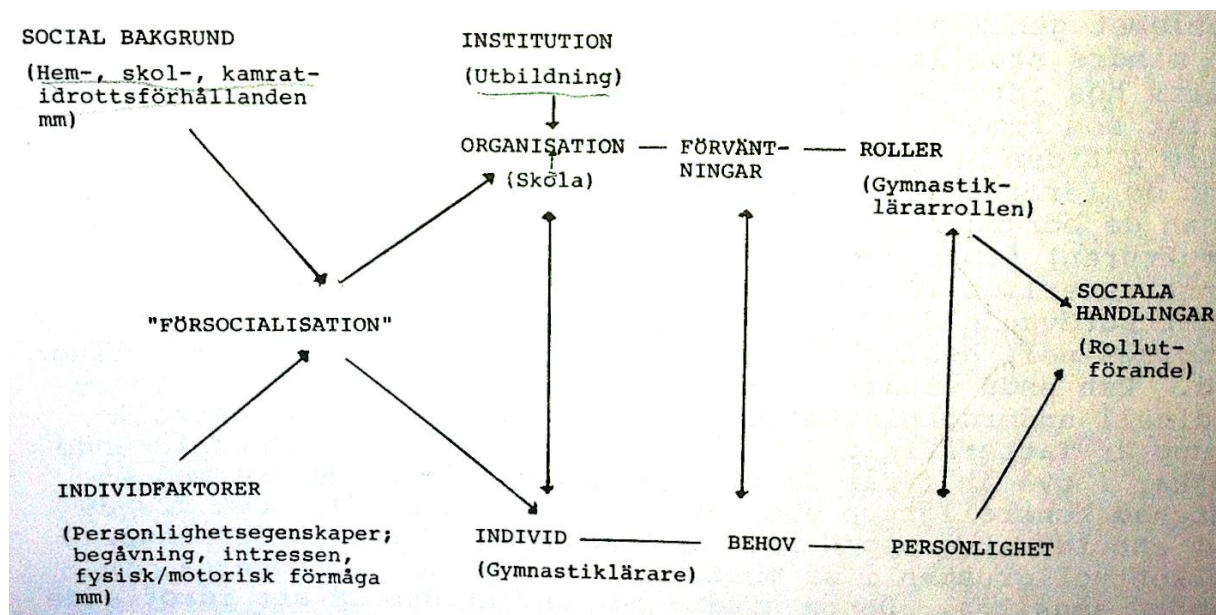 SOCIAL BAKGRUND
(Hem-, skol-, kamrat-
idrottsförhållanden
mm)
INSTITUTION
(Utbildning)
ORGANISATION
(Skola)
FÖRVÄNT-
NINGAR
ROLLER
(Gymnastik-
lärarrollen)
"FÖRSOCIALISATION"
SOCIALA
HANDLINGAR
(Rollut-
förande)
INDIVIDFAKTORER
(Personlighetsegenskaper;
begåvning, intressen,
fysisk/motorisk förmåga
mm)
INDIVID
(Gymnastiklärare)
BEHOV
PERSONLIGHET